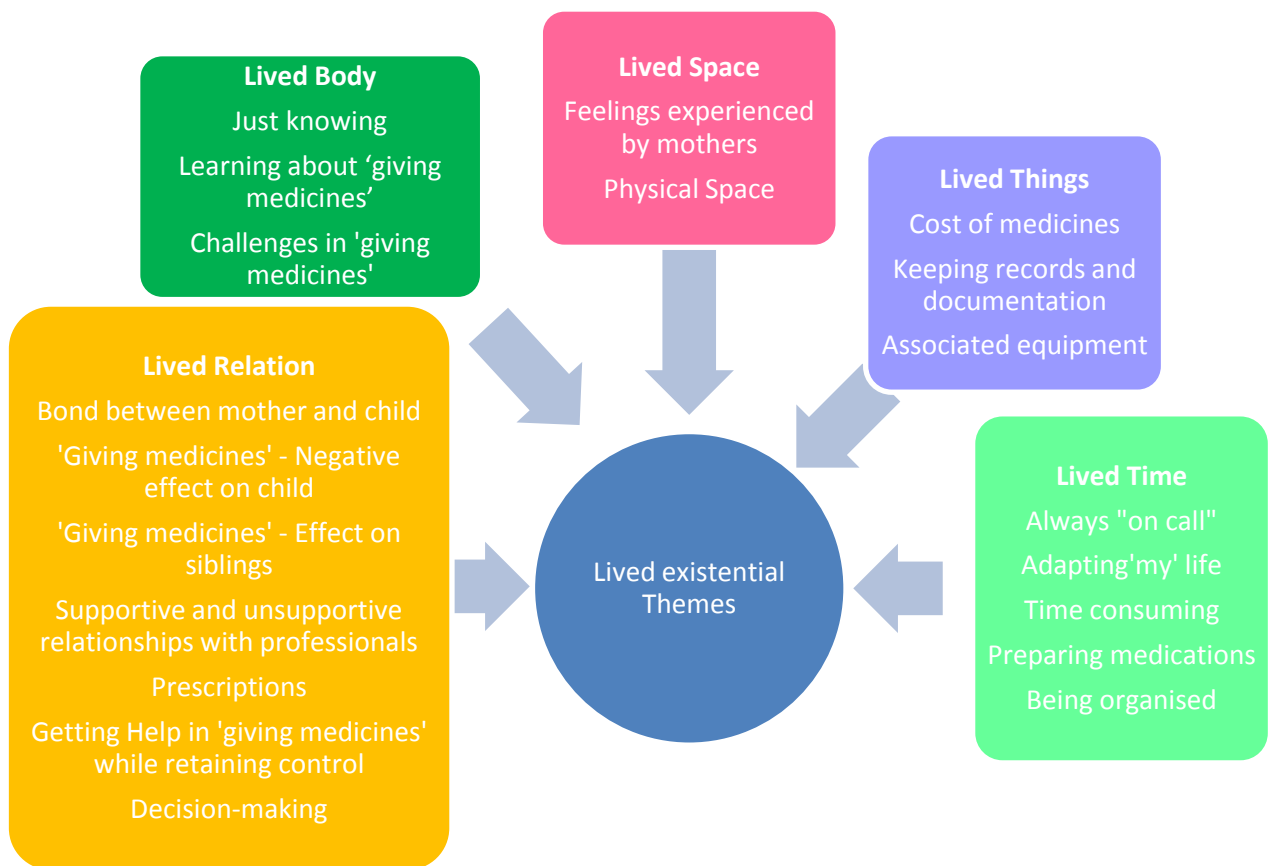 Lived Body
Just knowing
Learning about ‘giving
medicines’
Challenges in 'giving
medicines'
Lived Space
Feelings experienced
by mothers
Physical Space
Lived Things
Cost of medicines
Keeping records and
documentation
Associated equipment
Lived Relation
Bond between mother and child
'Giving medicines' - Negative
effect on child
'Giving medicines' - Effect on
siblings
Supportive and unsupportive
relationships with professionals
Prescriptions
Getting Help in 'giving medicines'
while retaining control
Decision-making
Lived existential
Themes
Lived Time
Always "on call"
Adapting'my' life
Time consuming
Preparing medications
Being organised